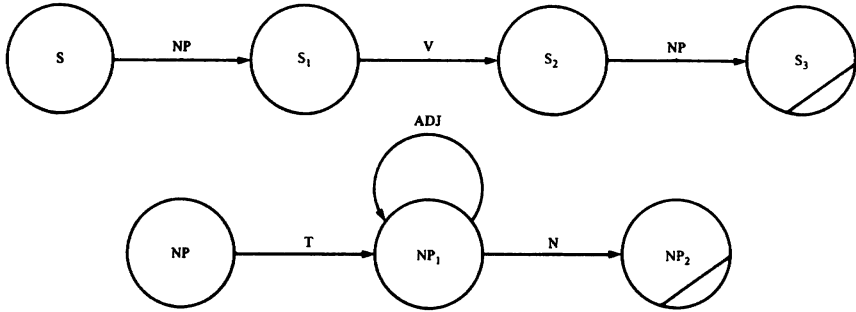 S NP S₁ V S₂ NP S₃
ADJ
NP T NP₁ N NP₂